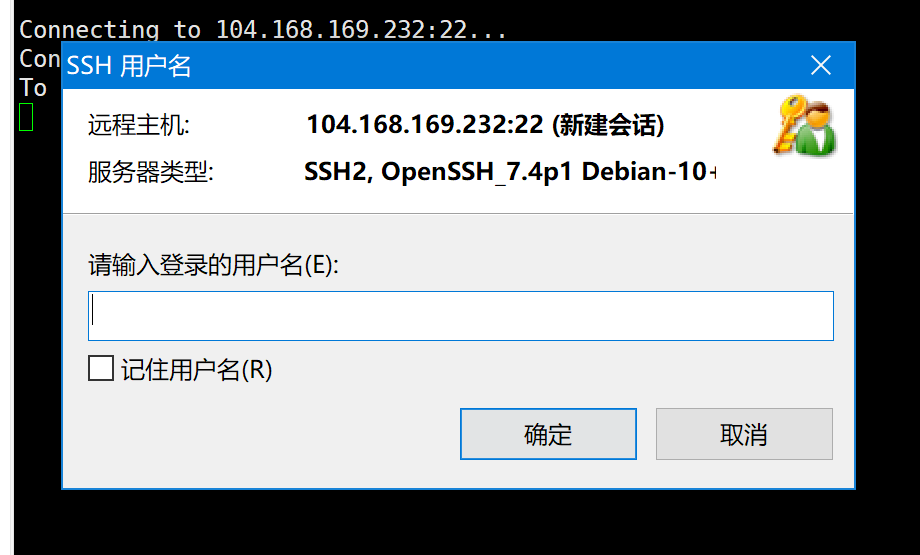 Connecting to 104.168.169.232:22...
Con
SSH 用户名
To
远程主机: 104.168.169.232:22 (新建会话)
服务器类型: SSH2, OpenSSH_7.4p1 Debian-10+
请输入登录的用户名(E):
记住用户名(R)
确定 取消